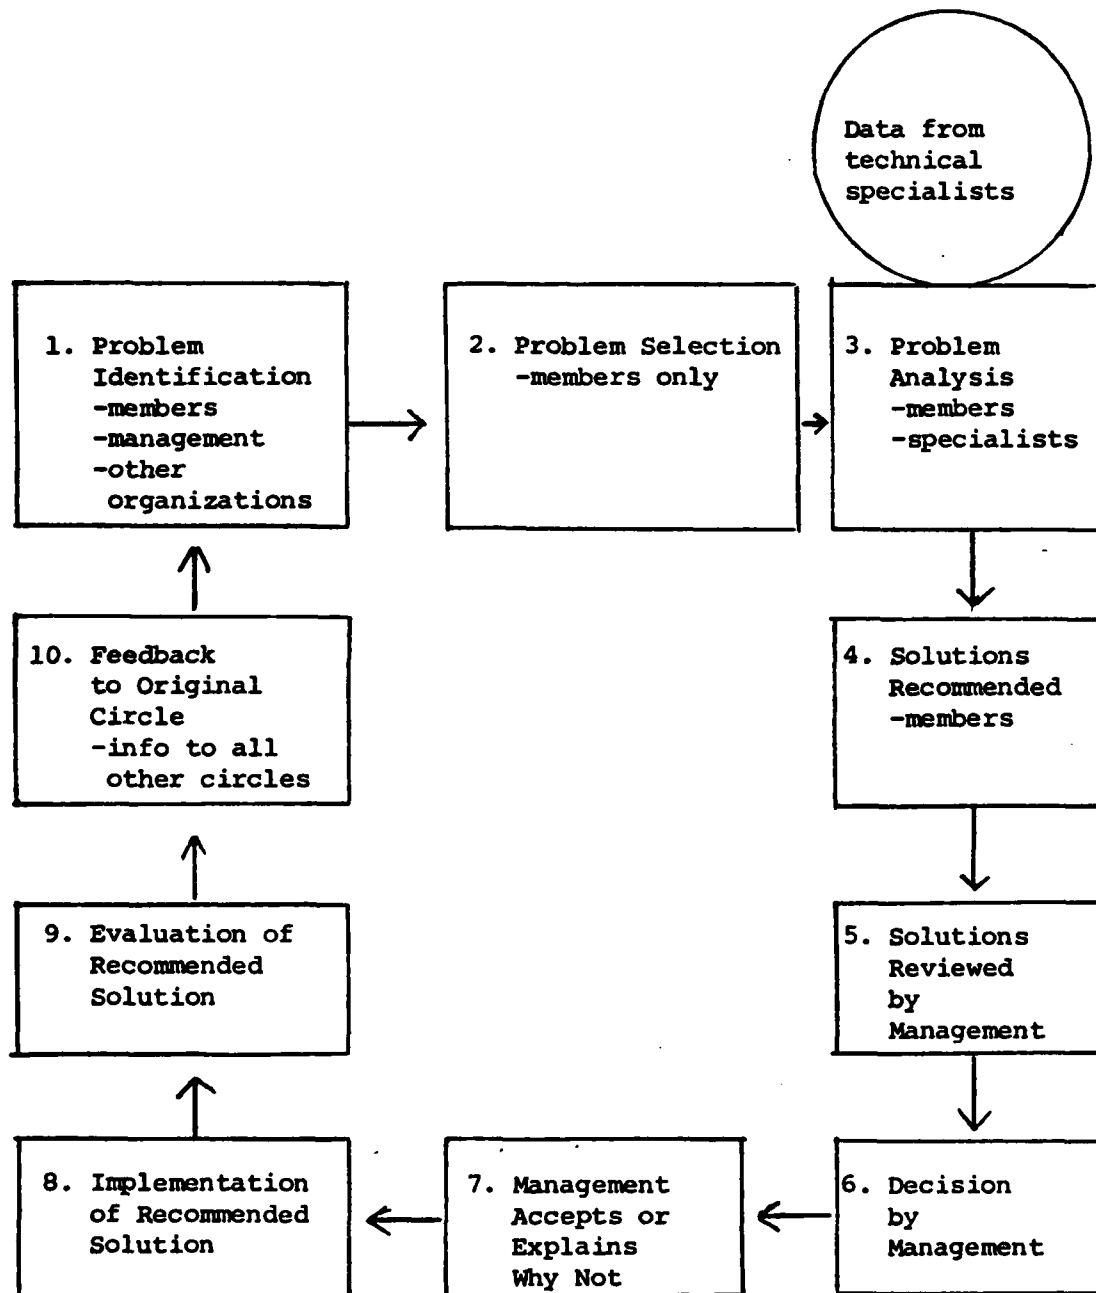 Data from
technical
specialists
1. Problem
Identification
-members
-management
-other
organizations
2. Problem Selection
-members only
3. Problem
Analysis
-members
-specialists
4. Solutions
Recommended
-members
5. Solutions
Reviewed
by
Management
6. Decision
by
Management
7. Management
Accepts or
Explains
Why Not
8. Implementation
of Recommended
Solution
9. Evaluation of
Recommended
Solution
10. Feedback
to Original
Circle
-info to all
other circles